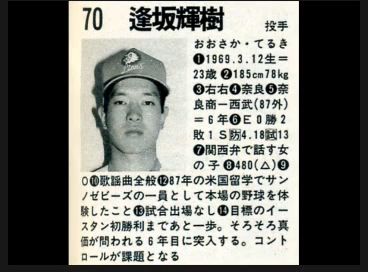 70 逢坂輝樹 投手
おおさか・てるき
❶1969.3.12生＝
23歳❷185cm78kg
❸右右❹奈良❺奈
良商－西武(87外)
＝6年❻E0勝2
敗1S防4.18試13
❼関西弁で話す女
の子❽480(△)❾
O❿歌謡曲全般⓬87年の米国留学でサン
ノゼビーズの一員として本場の野球を体
験したこと⓭試合出場なし⓮目標のイー
スタン初勝利まであと一歩。そろそろ真
価が問われる6年目に突入する。コント
ロールが課題となる